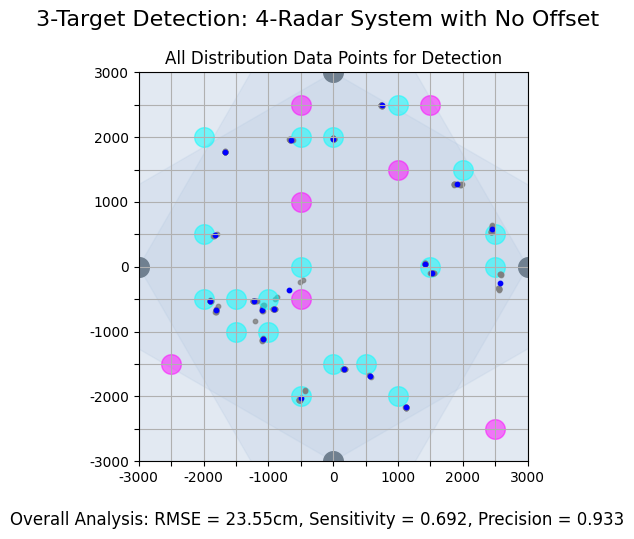 3-Target Detection: 4-Radar System with No Offset
All Distribution Data Points for Detection
3000
2000
1000
0
-1000
-2000
-3000
-3000 -2000 -1000 0 1000 2000 3000
Overall Analysis: RMSE = 23.55cm, Sensitivity = 0.692, Precision = 0.933